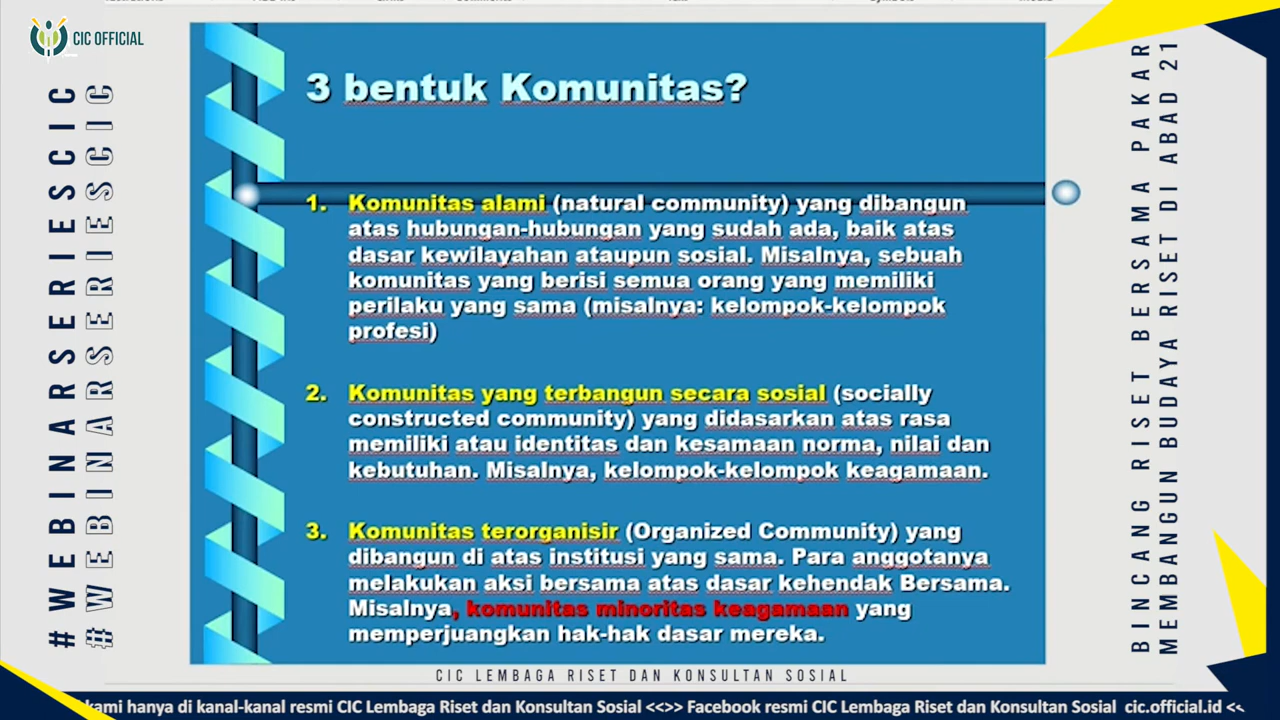 CIC OFFICIAL
#WEBINARSERIESCIC
#WEBINARSERIESCIC
3 bentuk Komunitas?
1. Komunitas alami (natural community) yang dibangun
atas hubungan-hubungan yang sudah ada, baik atas
dasar kewilayahan ataupun sosial. Misalnya, sebuah
komunitas yang berisi semua orang yang memiliki
perilaku yang sama (misalnya: kelompok-kelompok
profesi)
2. Komunitas yang terbangun secara sosial (socially
constructed community) yang didasarkan atas rasa
memiliki atau identitas dan kesamaan norma, nilai dan
kebutuhan. Misalnya, kelompok-kelompok keagamaan.
3. Komunitas terorganisir (Organized Community) yang
dibangun di atas institusi yang sama. Para anggotanya
melakukan aksi bersama atas dasar kehendak Bersama.
Misalnya, komunitas minoritas keagamaan yang
memperjuangkan hak-hak dasar mereka.
BINCANG RISET BERSAMA PAKAR
MEMBANGUN BUDAYA RISET DI ABAD 21
CIC LEMBAGA RISET DAN KONSULTAN SOSIAL
kami hanya di kanal-kanal resmi CIC Lembaga Riset dan Konsultan Sosial <<>> Facebook resmi CIC Lembaga Riset dan Konsultan Sosial cic.official.id <<